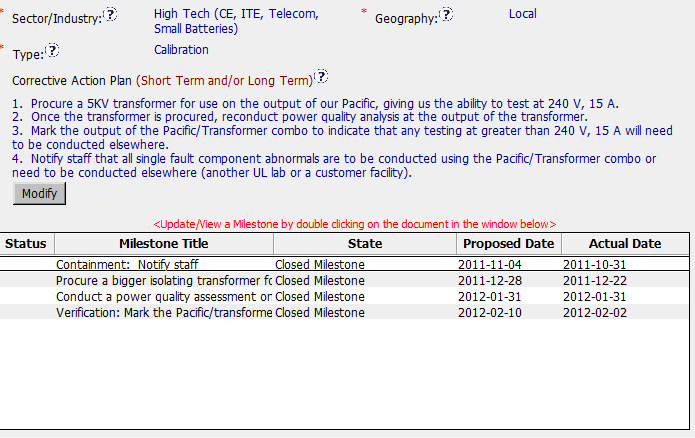 * Sector/Industry: ? High Tech (CE, ITE, Telecom, * Geography: ? Local
Small Batteries)
* Type: ? Calibration
Corrective Action Plan (Short Term and/or Long Term) ?
1. Procure a 5KV transformer for use on the output of our Pacific, giving us the ability to test at 240 V, 15 A.
2. Once the transformer is procured, reconduct power quality analysis at the output of the transformer.
3. Mark the output of the Pacific/Transformer combo to indicate that any testing at greater than 240 V, 15 A will need
to be conducted elsewhere.
4. Notify staff that all single fault component abnormals are to be conducted using the Pacific/Transformer combo or
need to be conducted elsewhere (another UL lab or a customer facility).
Modify
<Update/View a Milestone by double clicking on the document in the window below>
Status Milestone Title State Proposed Date Actual Date
Containment: Notify staff Closed Milestone 2011-11-04 2011-10-31
Procure a bigger isolating transformer fo Closed Milestone 2011-12-28 2011-12-22
Conduct a power quality assessment or Closed Milestone 2012-01-31 2012-01-31
Verification: Mark the Pacific/transforme Closed Milestone 2012-02-10 2012-02-02